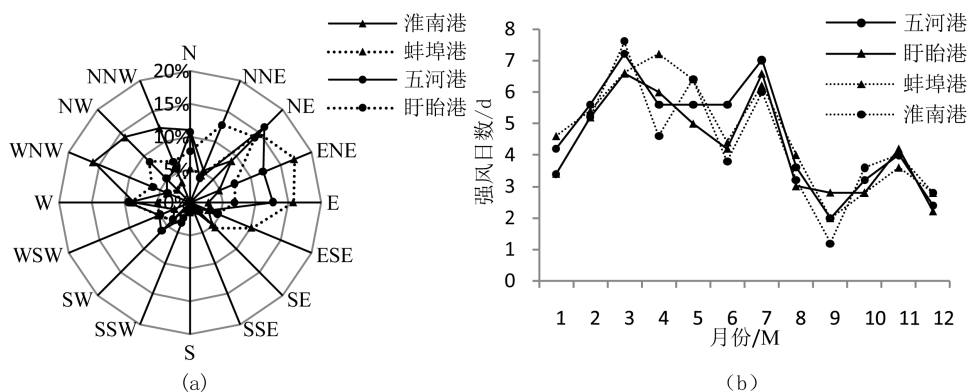 淮南港
蚌埠港
五河港
盱眙港
N
NNE
NE
ENE
E
ESE
SE
SSE
S
SSW
SW
WSW
W
WNW
NW
NNW
20%
15%
10%
5%
0%
(a)
五河港
盱眙港
蚌埠港
淮南港
强风日数/d
8
7
6
5
4
3
2
1
0
1 2 3 4 5 6 7 8 9 10 11 12
月份/M
(b)